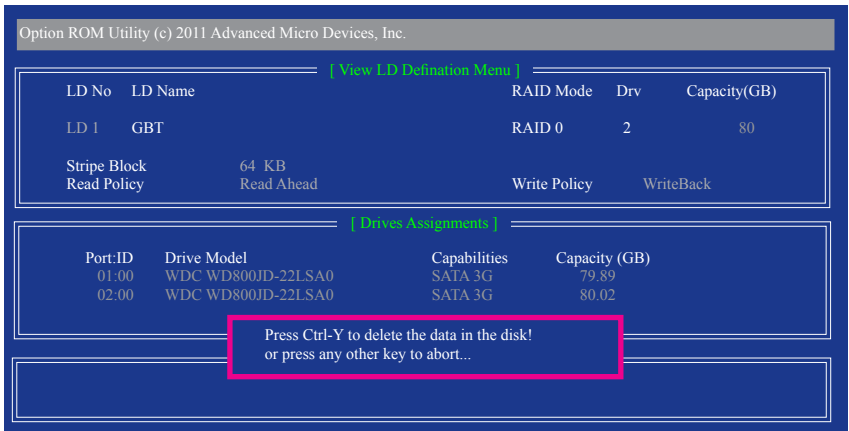 Option ROM Utility (c) 2011 Advanced Micro Devices, Inc.
[ View LD Defination Menu ]
LD No LD Name RAID Mode Drv Capacity(GB)
LD 1 GBT RAID 0 2 80
Stripe Block 64 KB
Read Policy Read Ahead Write Policy WriteBack
[ Drives Assignments ]
Port:ID Drive Model Capabilities Capacity (GB)
01:00 WDC WD800JD-22LSA0 SATA 3G 79.89
02:00 WDC WD800JD-22LSA0 SATA 3G 80.02
Press Ctrl-Y to delete the data in the disk!
or press any other key to abort...